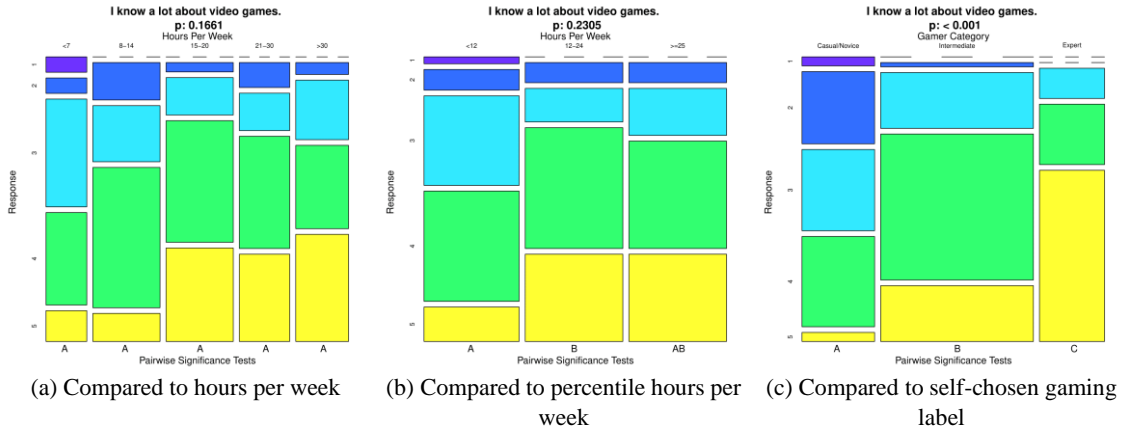 I know a lot about video games.
p: 0.1661
Hours Per Week
<7 8−14 15−20 21−30 >30
1
2
3
4
5
Response
A A A A A
Pairwise Significance Tests
(a) Compared to hours per week
I know a lot about video games.
p: 0.2305
Hours Per Week
<12 12−24 >=25
1
2
3
4
5
Response
A B AB
Pairwise Significance Tests
(b) Compared to percentile hours per
week
I know a lot about video games.
p: < 0.001
Gamer Category
Casual/Novice Intermediate Expert
1
2
3
4
5
Response
A B C
Pairwise Significance Tests
(c) Compared to self-chosen gaming
label